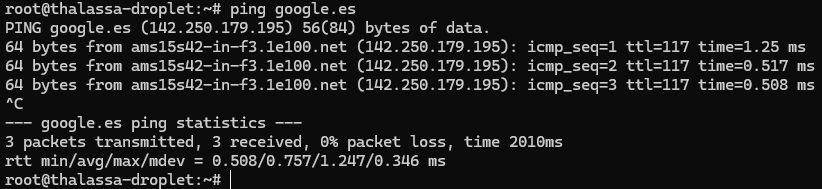 root@thalassa-droplet:~# ping google.es
PING google.es (142.250.179.195) 56(84) bytes of data.
64 bytes from ams15s42-in-f3.1e100.net (142.250.179.195): icmp_seq=1 ttl=117 time=1.25 ms
64 bytes from ams15s42-in-f3.1e100.net (142.250.179.195): icmp_seq=2 ttl=117 time=0.517 ms
64 bytes from ams15s42-in-f3.1e100.net (142.250.179.195): icmp_seq=3 ttl=117 time=0.508 ms
^C
--- google.es ping statistics ---
3 packets transmitted, 3 received, 0% packet loss, time 2010ms
rtt min/avg/max/mdev = 0.508/0.757/1.247/0.346 ms
root@thalassa-droplet:~#